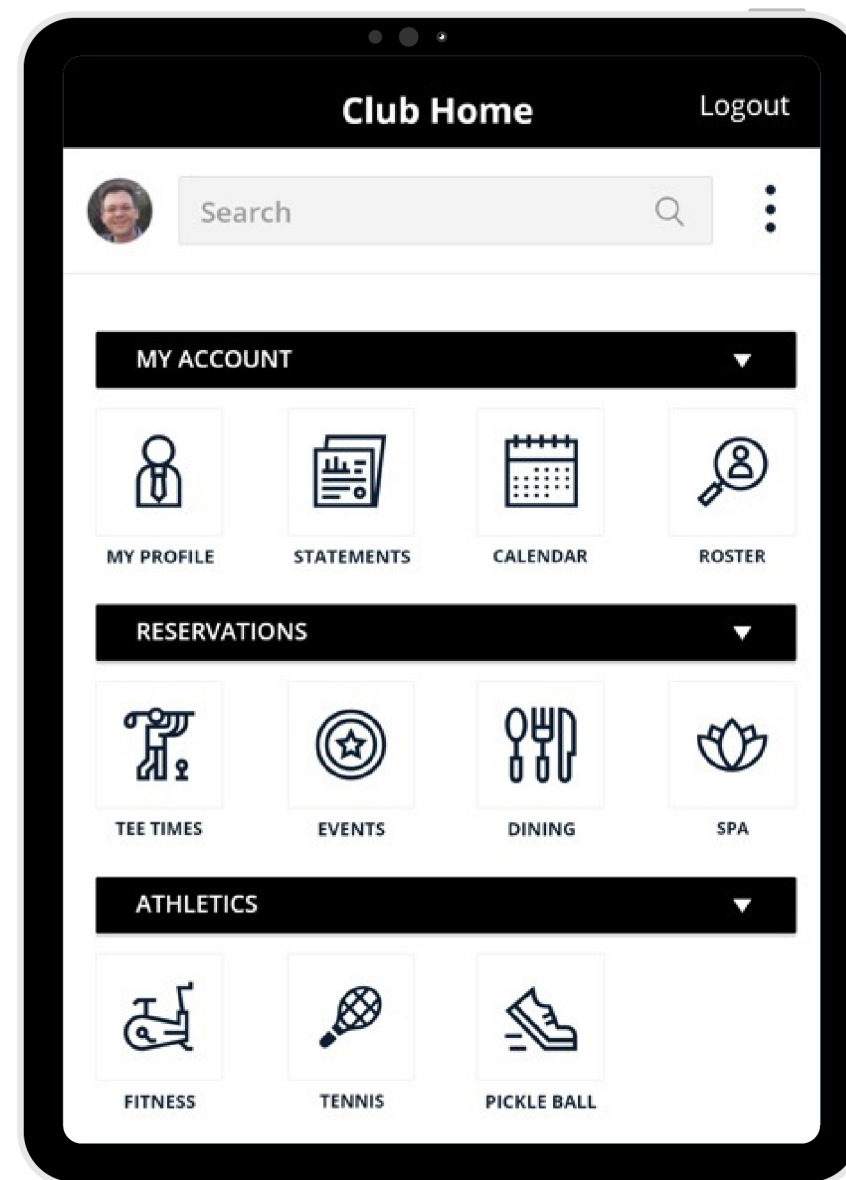 Club Home
Logout
Search
MY ACCOUNT
MY PROFILE
STATEMENTS
CALENDAR
ROSTER
RESERVATIONS
TEE TIMES
EVENTS
DINING
SPA
ATHLETICS
FITNESS
TENNIS
PICKLE BALL